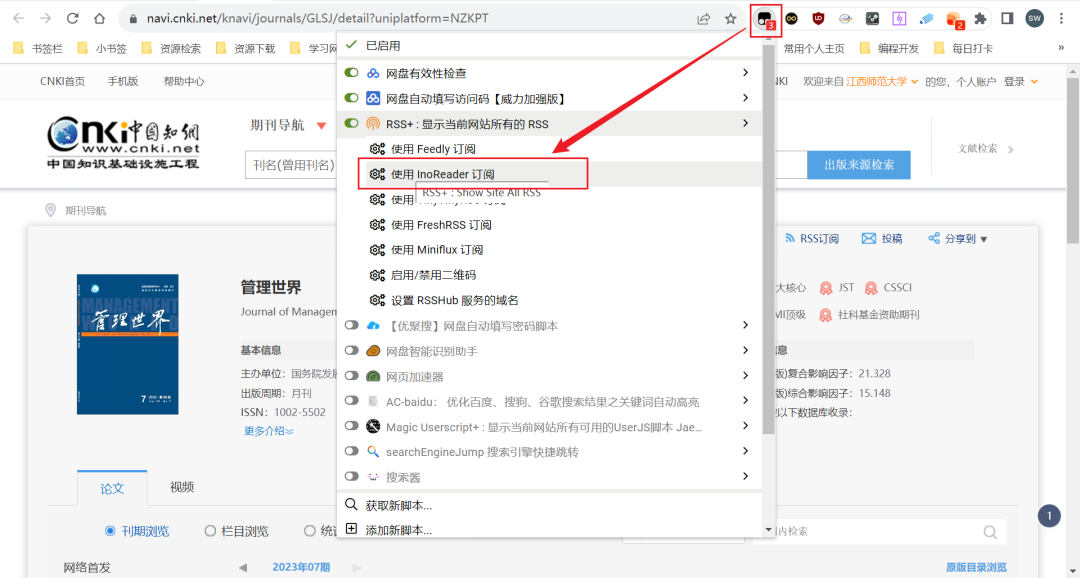 navi.cnki.net/knavi/journals/GLSJ/detail?uniplatform=NZKPT
3
2
SW
书签栏
小书签
资源检索
资源下载
学习网
常用个人主页
编程开发
每日打卡
»
CNKI首页
手机版
帮助中心
NKI
欢迎来自 江西师范大学 的您，个人账户 登录
cnki中国知网
www.cnki.net
中国知识基础设施工程
期刊导航
刊名(曾用刊名)
出版来源检索
文献检索
期刊导航
已启用
网盘有效性检查
网盘自动填写访问码【威力加强版】
RSS+ : 显示当前网站所有的 RSS
使用 Feedly 订阅
使用 InoReader 订阅
RSS+ : Show Site All RSS
使用
订阅
使用 FreshRSS 订阅
使用 Miniflux 订阅
启用/禁用二维码
设置 RSSHub 服务的域名
【优聚搜】网盘自动填写密码脚本
网盘智能识别助手
网页加速器
AC-baidu： 优化百度、搜狗、谷歌搜索结果之关键词自动高亮
Magic Userscript+ : 显示当前网站所有可用的UserJS脚本 Jae...
searchEngineJump 搜索引擎快捷跳转
搜索酱
获取新脚本...
添加新脚本...
RSS订阅
投稿
分享到
MANAGEMENT
WORLD
管理世界
7
管理世界
Journal of Managem
大核心
JST
CSSCI
MI顶级
社科基金资助期刊
基本信息
息
主办单位： 国务院发展
版)复合影响因子： 21.328
出版周期： 月刊
版)综合影响因子： 15.148
ISSN： 1002-5502
以下数据库收录：
更多介绍
论文
视频
刊期浏览
栏目浏览
统
内检索
1
网络首发
2023年07期
原版目录浏览